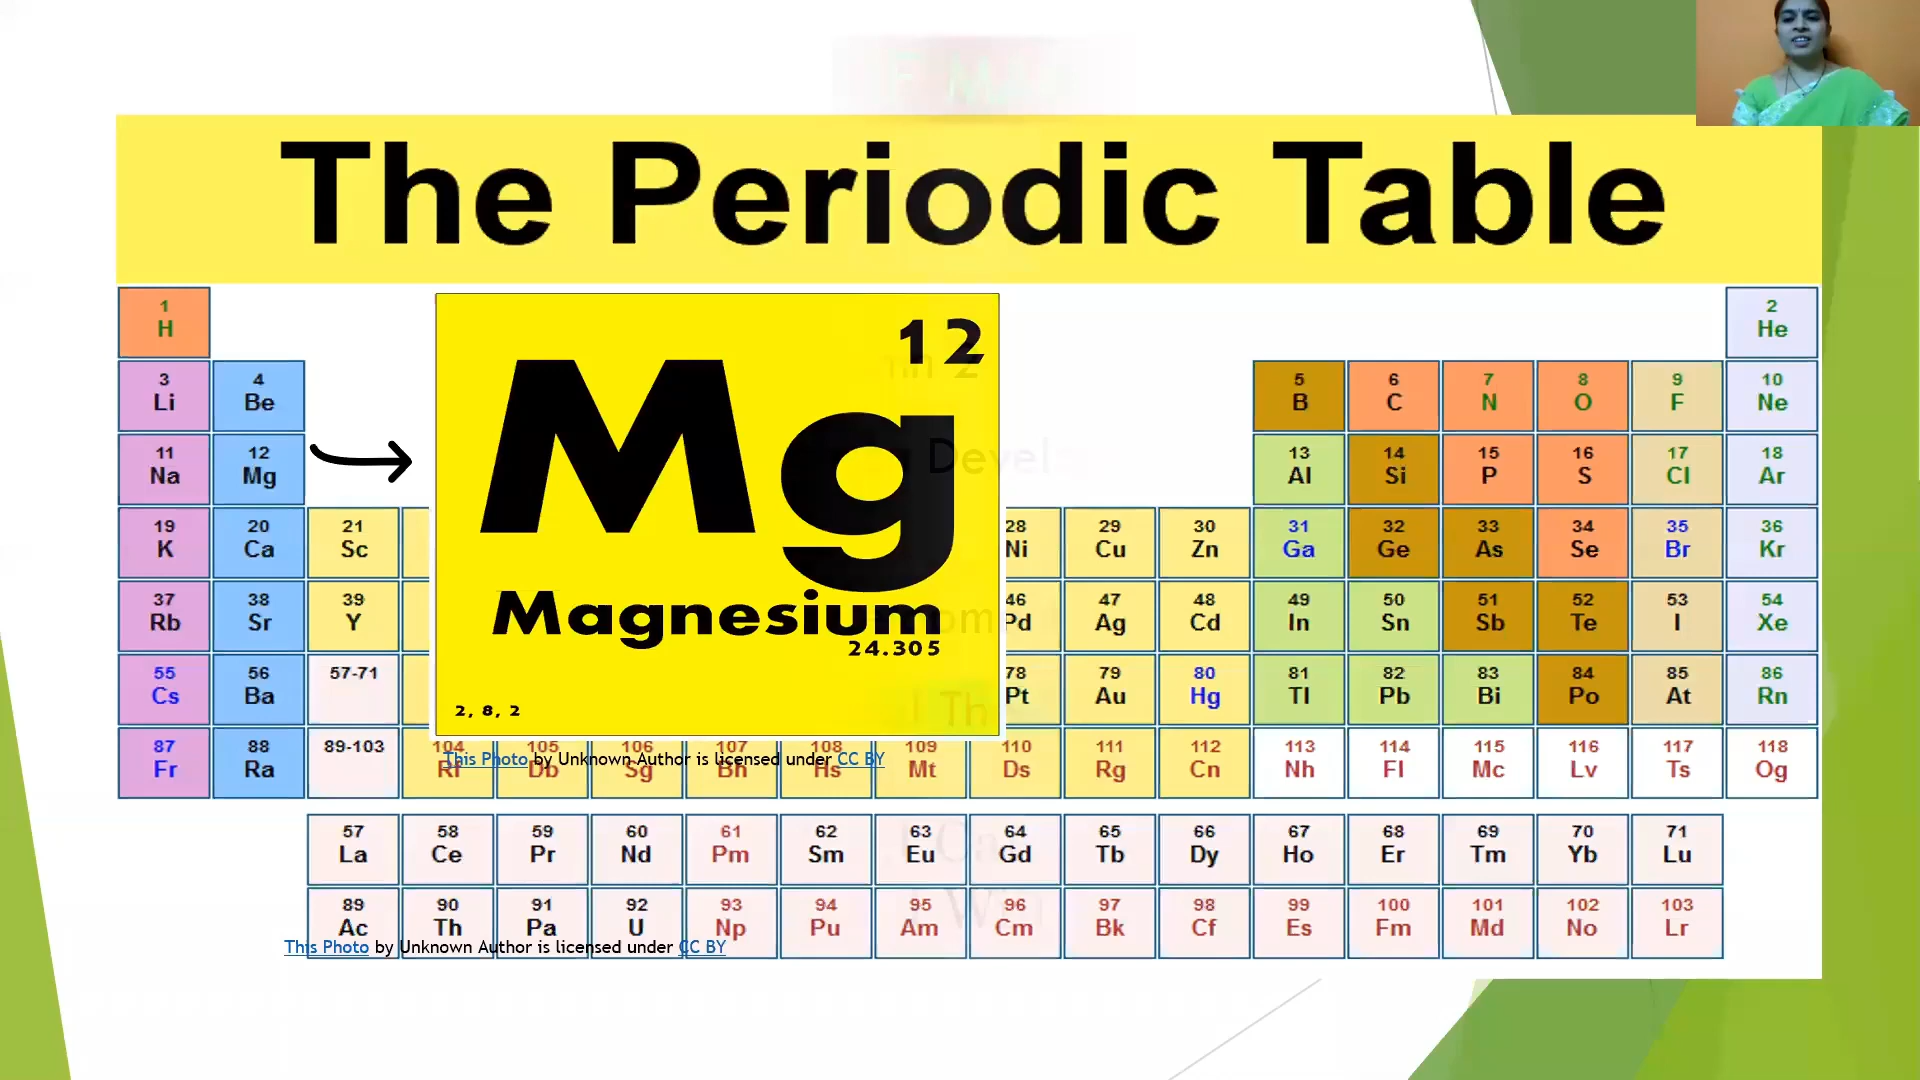 The Periodic Table
1 2
H He
3 4 5 6 7 8 9 10
Li Be B C N O F Ne
11 12 13 14 15 16 17 18
Na Mg Al Si P S Cl Ar
12
Mg
Magnesium
24.305
2, 8, 2
19 20 21 28 29 30 31 32 33 34 35 36
K Ca Sc Ni Cu Zn Ga Ge As Se Br Kr
37 38 39 46 47 48 49 50 51 52 53 54
Rb Sr Y Pd Ag Cd In Sn Sb Te I Xe
55 56 57-71 78 79 80 81 82 83 84 85 86
Cs Ba Pt Au Hg Tl Pb Bi Po At Rn
87 88 89-103 104 105 106 107 108 109 110 111 112 113 114 115 116 117 118
Fr Ra Rf Db Sg Bh Hs Mt Ds Rg Cn Nh Fl Mc Lv Ts Og
This Photo by Unknown Author is licensed under CC BY
57 58 59 60 61 62 63 64 65 66 67 68 69 70 71
La Ce Pr Nd Pm Sm Eu Gd Tb Dy Ho Er Tm Yb Lu
89 90 91 92 93 94 95 96 97 98 99 100 101 102 103
Ac Th Pa U Np Pu Am Cm Bk Cf Es Fm Md No Lr
This Photo by Unknown Author is licensed under CC BY